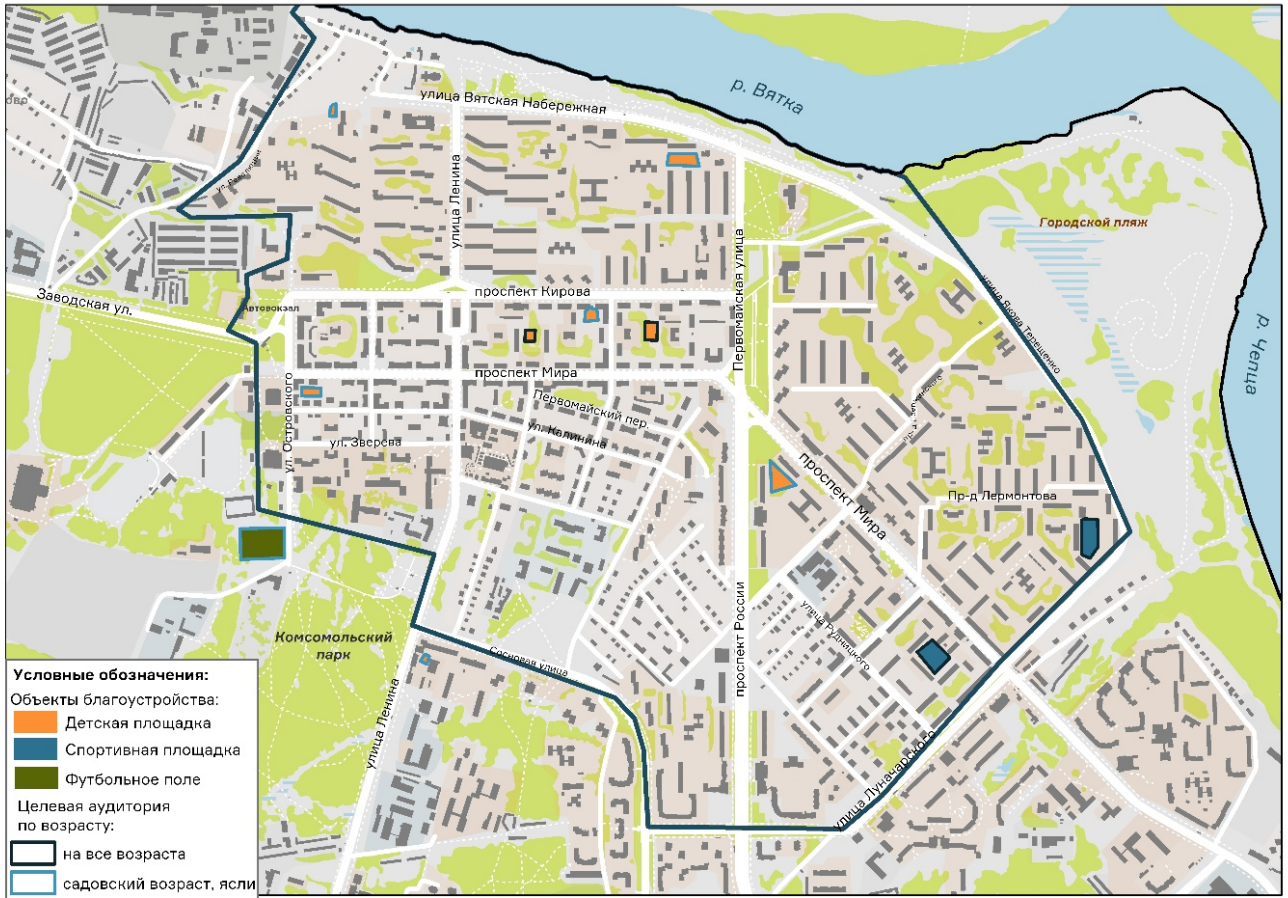 р. Вятка
улица Вятская Набережная
ово
улица Ленина
Городской пляж
Первомайская улица
проспект Кирова
Заводская ул.
Автовокзал
улица Якова Терещенко
р. Чепца
проспект Мира
Первомайский пер.
ул. Калинина
ул. Островского
ул. Зверева
проспект Мира
Пр-д Лермонтова
улица Рудницкого
Комсомольский
парк
Сосновая улица
проспект России
улица Ленина
улица Луначарского
Условные обозначения:
Объекты благоустройства:
Детская площадка
Спортивная площадка
Футбольное поле
Целевая аудитория
по возрасту:
на все возраста
садовский возраст, ясли